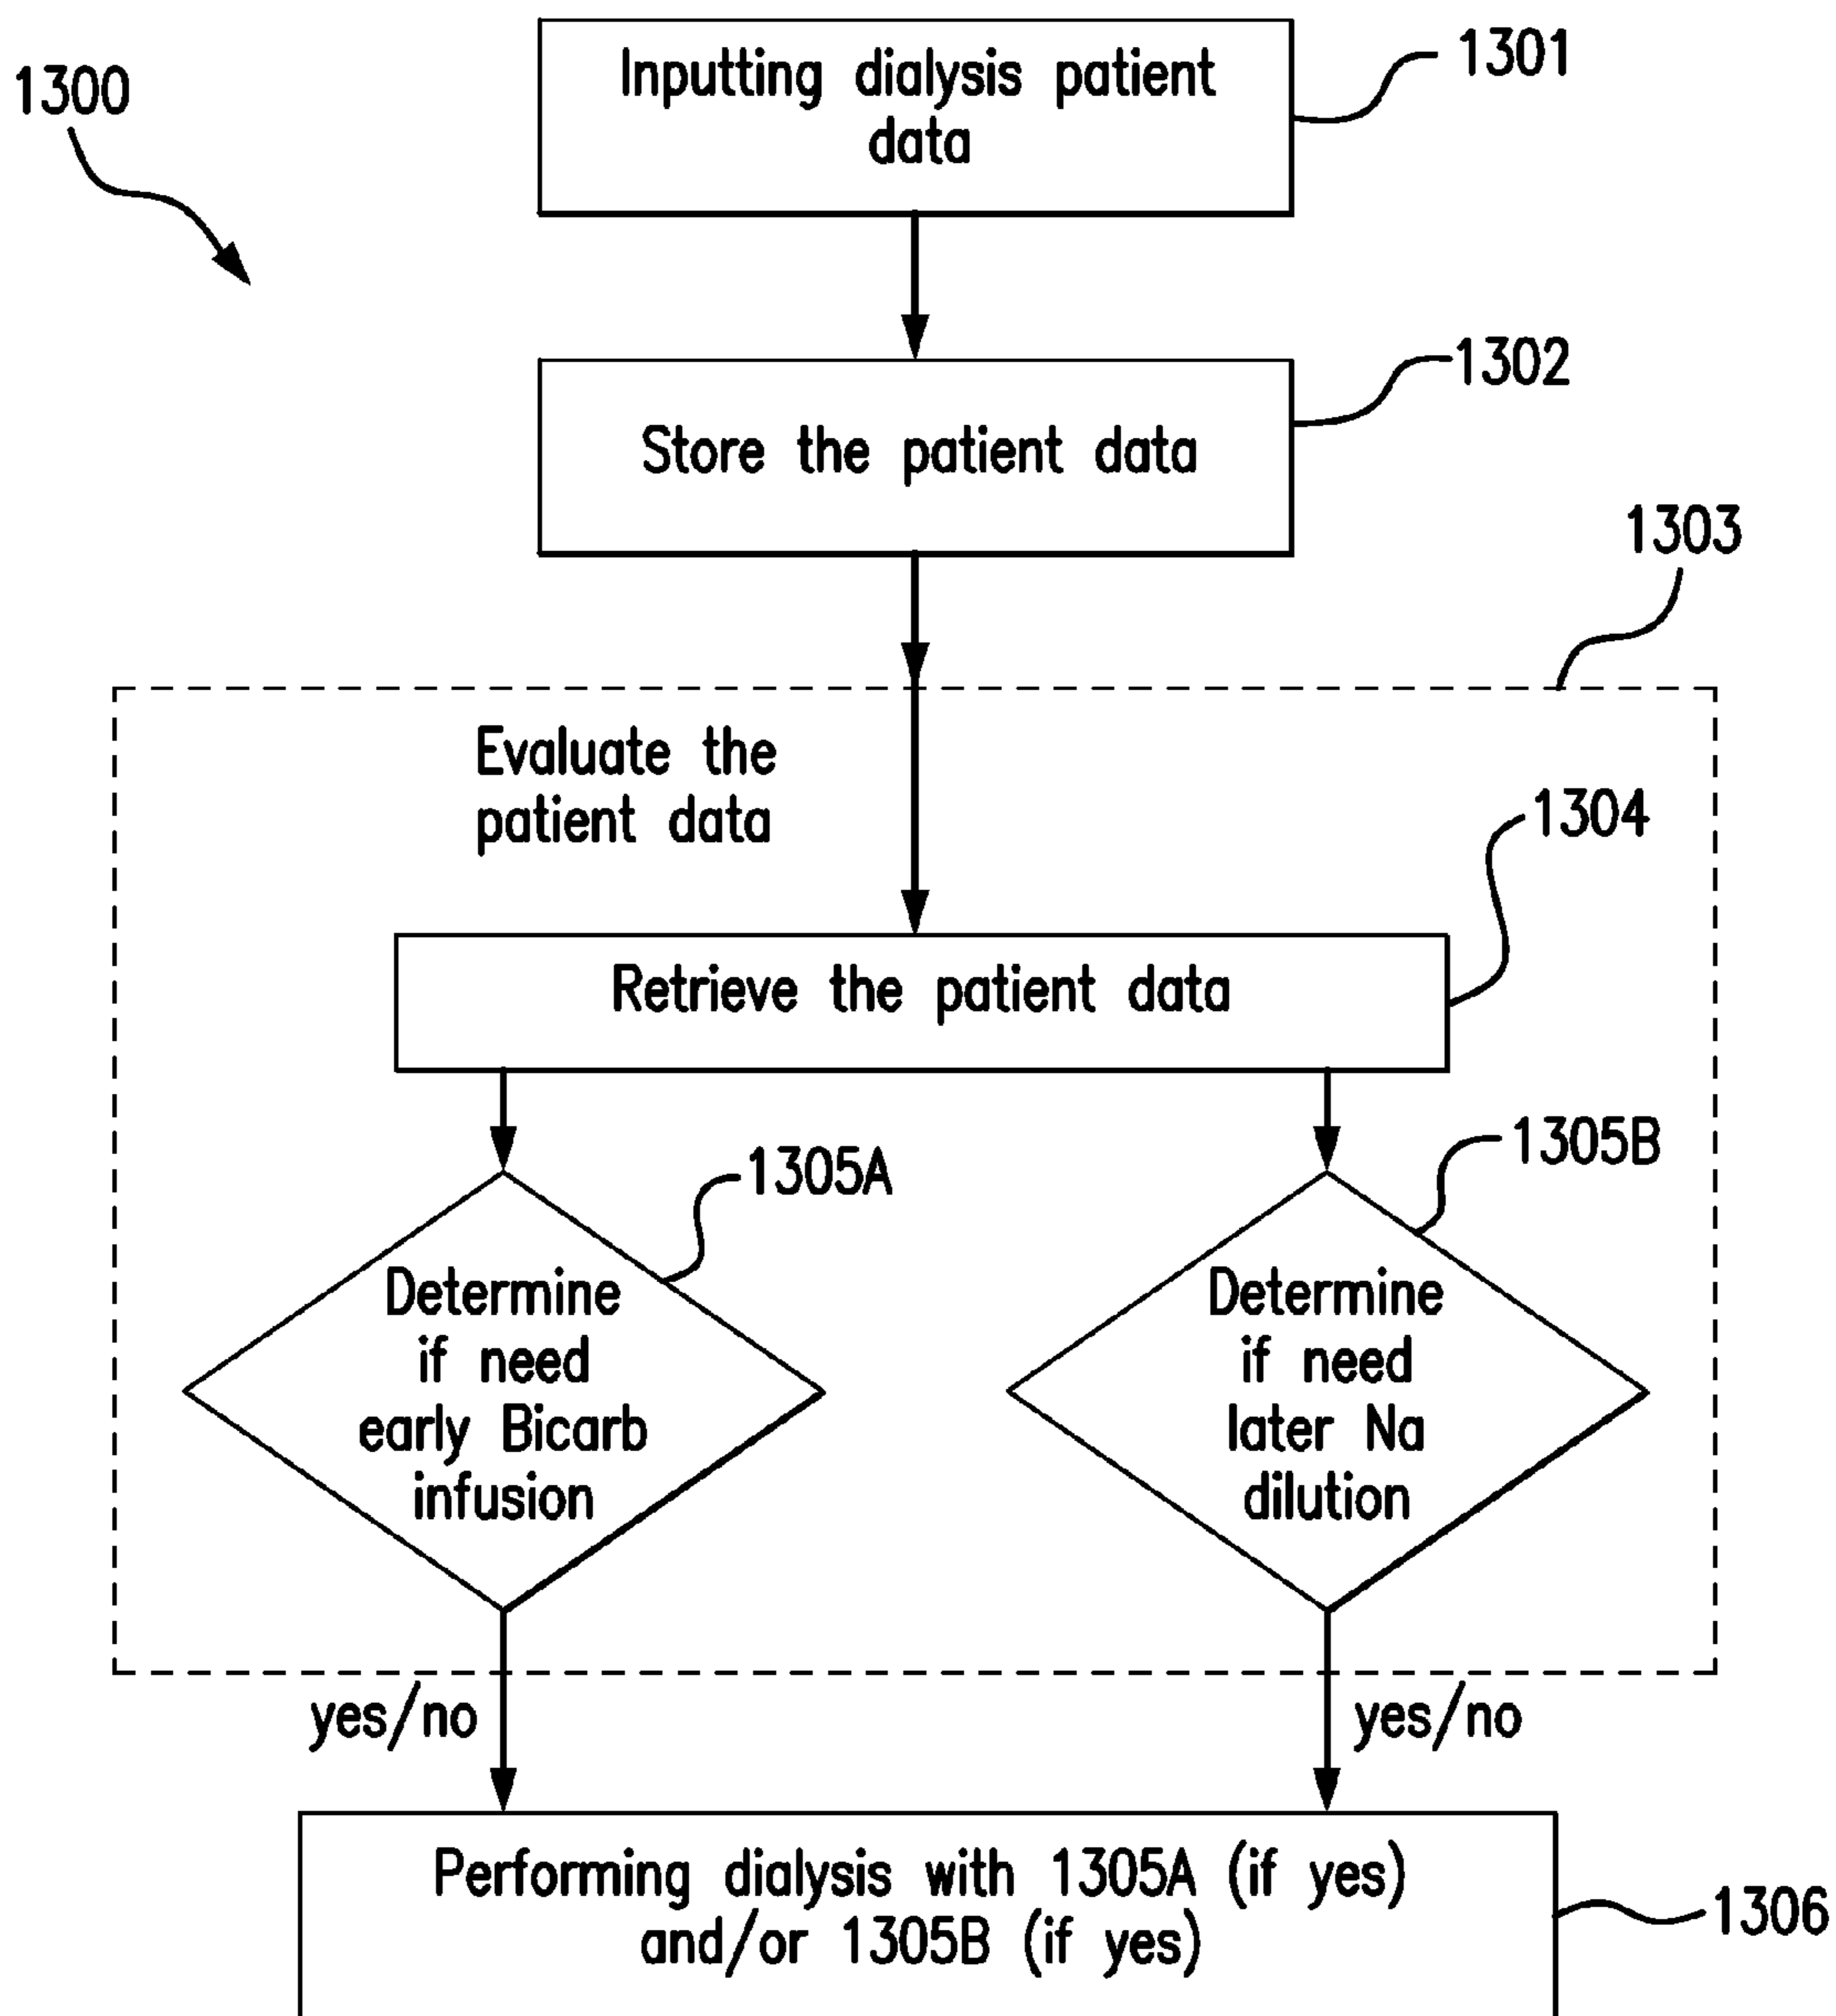 1300
Inputting dialysis patient
data
1301
Store the patient data
1302
1303
Evaluate the
patient data
1304
Retrieve the patient data
1305A
1305B
Determine
if need
early Bicarb
infusion
Determine
if need
later Na
dilution
yes/no
yes/no
Performing dialysis with 1305A (if yes)
and/or 1305B (if yes)
1306